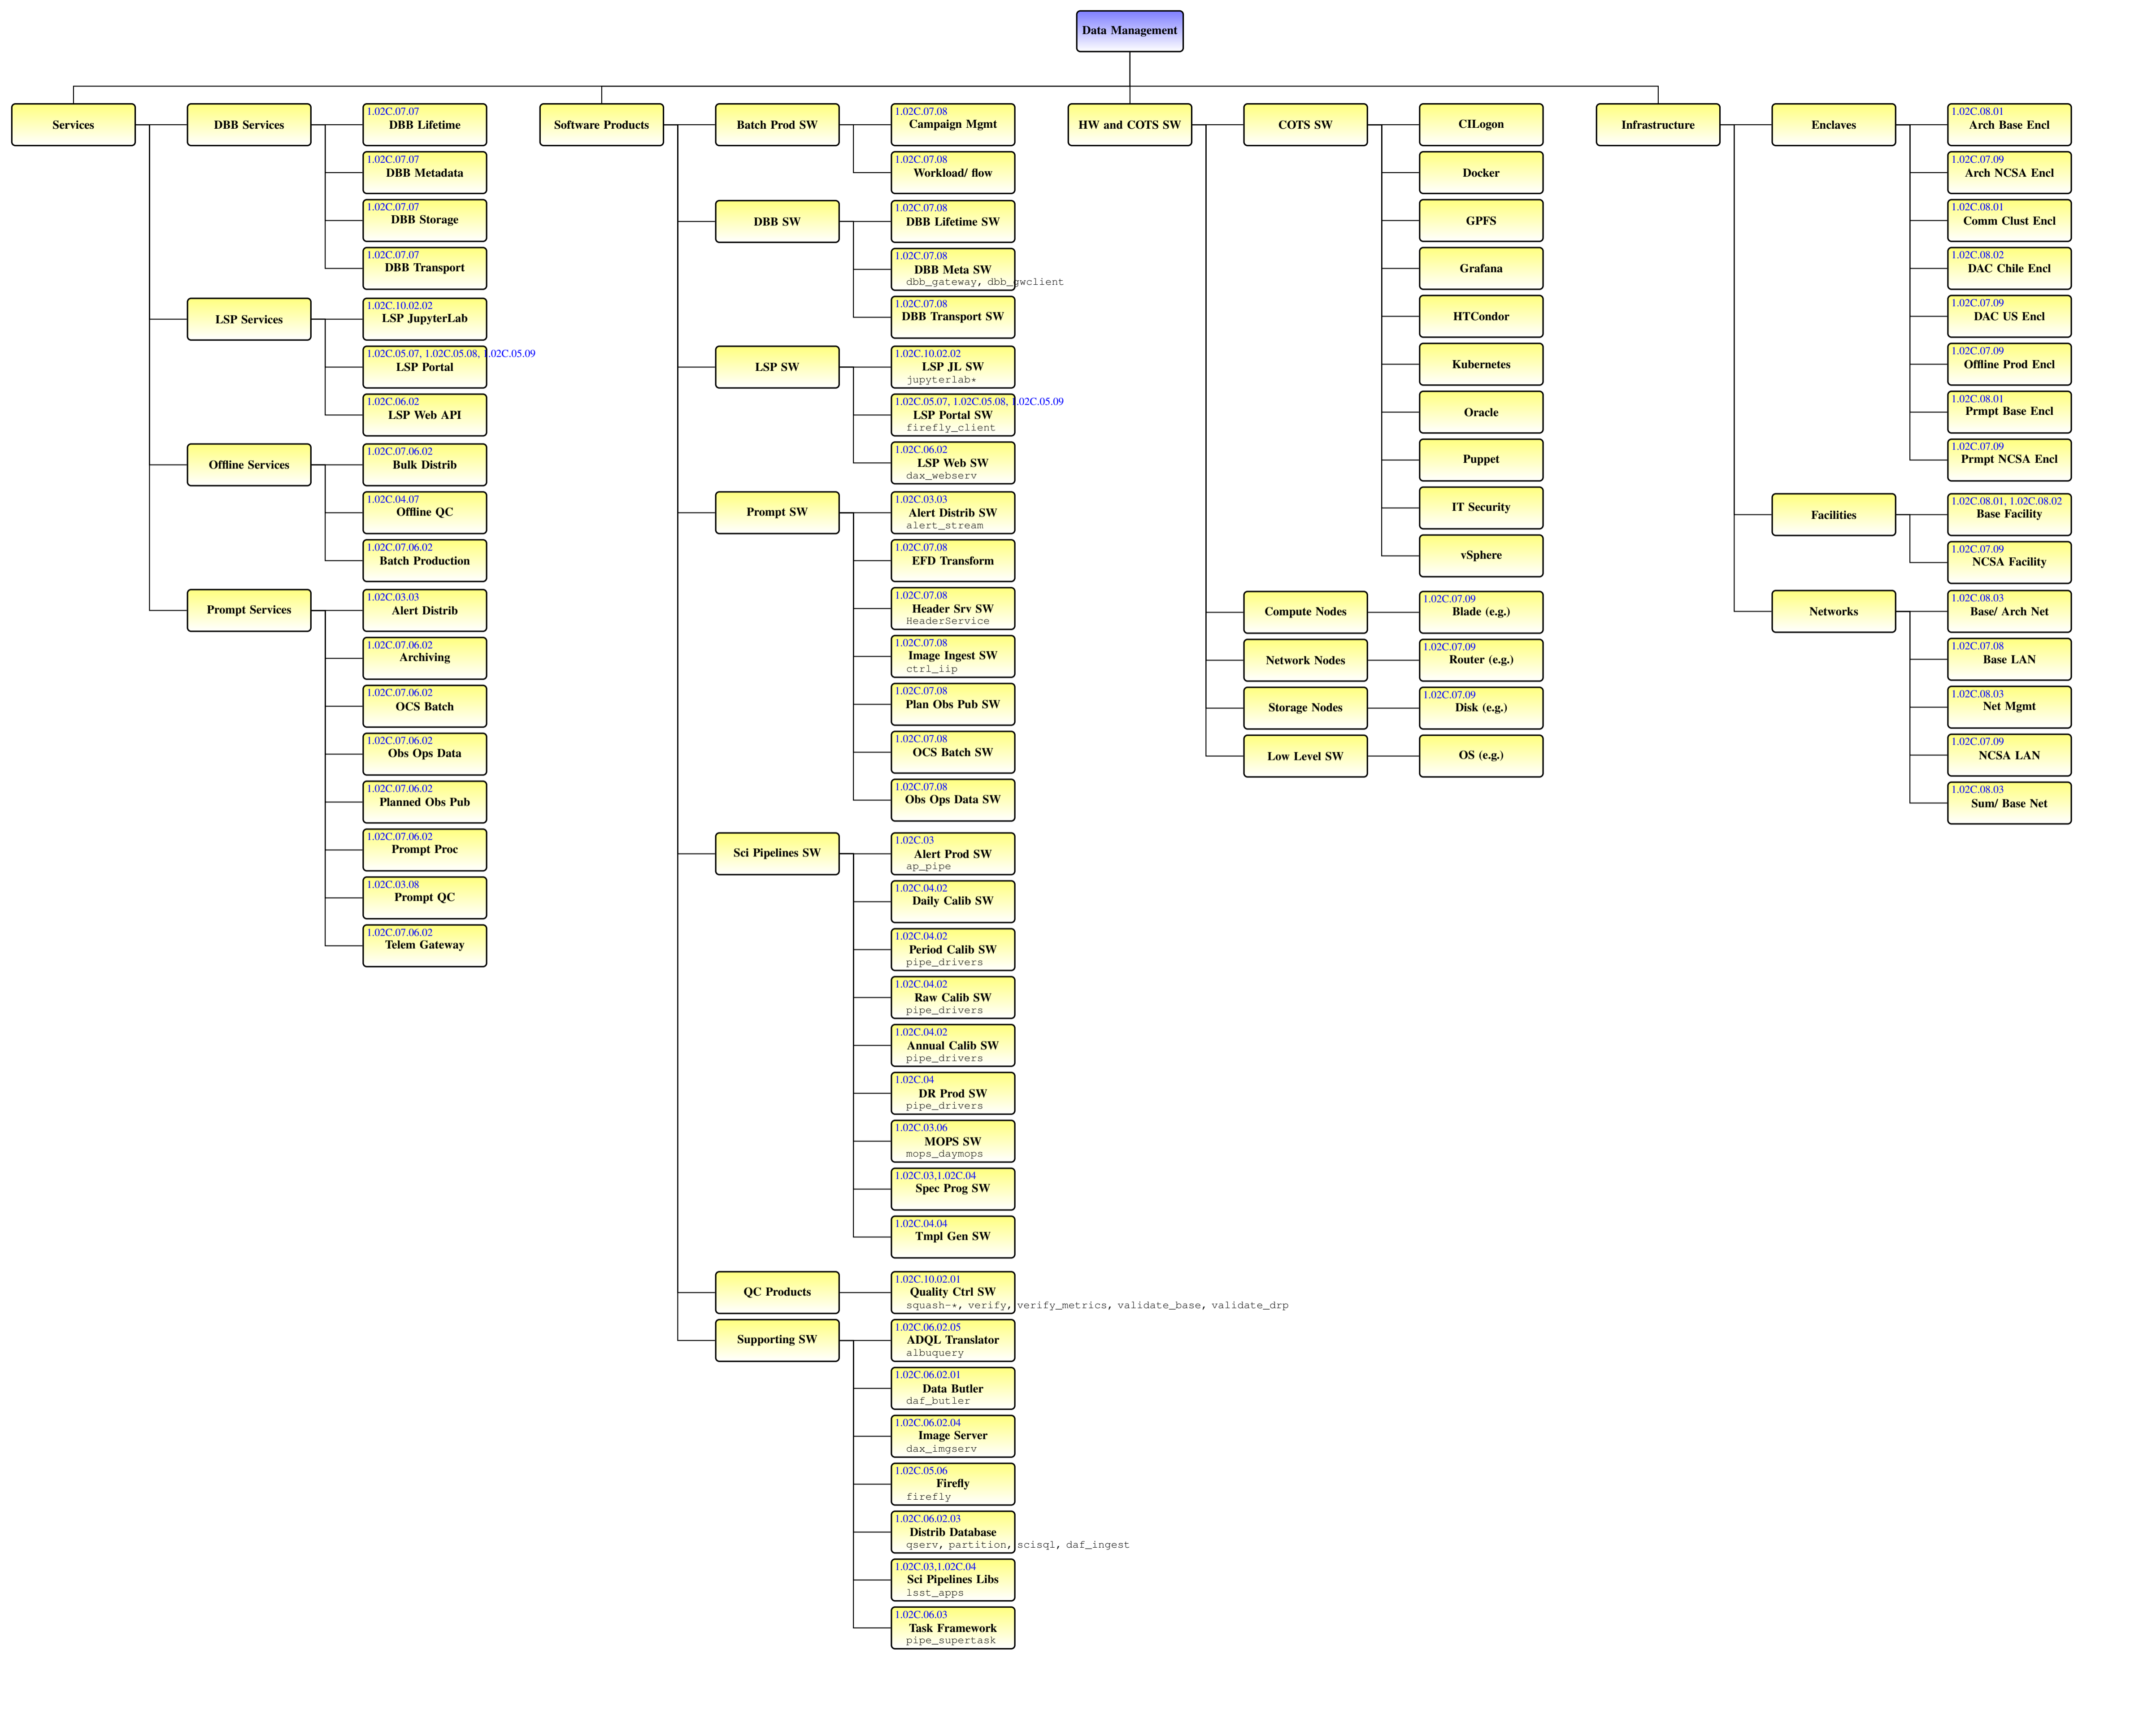 Data Management
Services
DBB Services
1.02C.07.07
DBB Lifetime
1.02C.07.07
DBB Metadata
1.02C.07.07
DBB Storage
1.02C.07.07
DBB Transport
LSP Services
1.02C.10.02.02
LSP JupyterLab
1.02C.05.07, 1.02C.05.08, 1.02C.05.09
LSP Portal
1.02C.06.02
LSP Web API
Offline Services
1.02C.07.06.02
Bulk Distrib
1.02C.04.07
Offline QC
1.02C.07.06.02
Batch Production
Prompt Services
1.02C.03.03
Alert Distrib
1.02C.07.06.02
Archiving
1.02C.07.06.02
OCS Batch
1.02C.07.06.02
Obs Ops Data
1.02C.07.06.02
Planned Obs Pub
1.02C.07.06.02
Prompt Proc
1.02C.03.08
Prompt QC
1.02C.07.06.02
Telem Gateway
Software Products
Batch Prod SW
1.02C.07.08
Campaign Mgmt
1.02C.07.08
Workload/ flow
DBB SW
1.02C.07.08
DBB Lifetime SW
1.02C.07.08
DBB Meta SW
dbb_gateway, dbb_gwclient
1.02C.07.08
DBB Transport SW
LSP SW
1.02C.10.02.02
LSP JL SW
jupyterlab*
1.02C.05.07, 1.02C.05.08, 1.02C.05.09
LSP Portal SW
firefly_client
1.02C.06.02
LSP Web SW
dax_webserv
Prompt SW
1.02C.03.03
Alert Distrib SW
alert_stream
1.02C.07.08
EFD Transform
1.02C.07.08
Header Srv SW
HeaderService
1.02C.07.08
Image Ingest SW
ctrl_iip
1.02C.07.08
Plan Obs Pub SW
1.02C.07.08
OCS Batch SW
1.02C.07.08
Obs Ops Data SW
Sci Pipelines SW
1.02C.03
Alert Prod SW
ap_pipe
1.02C.04.02
Daily Calib SW
1.02C.04.02
Period Calib SW
pipe_drivers
1.02C.04.02
Raw Calib SW
pipe_drivers
1.02C.04.02
Annual Calib SW
pipe_drivers
1.02C.04
DR Prod SW
pipe_drivers
1.02C.03.06
MOPS SW
mops_daymops
1.02C.03,1.02C.04
Spec Prog SW
1.02C.04.04
Tmpl Gen SW
QC Products
1.02C.10.02.01
Quality Ctrl SW
squash-*, verify, verify_metrics, validate_base, validate_drp
Supporting SW
1.02C.06.02.05
ADQL Translator
albuquery
1.02C.06.02.01
Data Butler
daf_butler
1.02C.06.02.04
Image Server
dax_imgserv
1.02C.05.06
Firefly
firefly
1.02C.06.02.03
Distrib Database
qserv, partition, scisql, daf_ingest
1.02C.03,1.02C.04
Sci Pipelines Libs
lsst_apps
1.02C.06.03
Task Framework
pipe_supertask
HW and COTS SW
COTS SW
CILogon
Docker
GPFS
Grafana
HTCondor
Kubernetes
Oracle
Puppet
IT Security
vSphere
Compute Nodes
1.02C.07.09
Blade (e.g.)
Network Nodes
1.02C.07.09
Router (e.g.)
Storage Nodes
1.02C.07.09
Disk (e.g.)
Low Level SW
OS (e.g.)
Infrastructure
Enclaves
1.02C.08.01
Arch Base Encl
1.02C.07.09
Arch NCSA Encl
1.02C.08.01
Comm Clust Encl
1.02C.08.02
DAC Chile Encl
1.02C.07.09
DAC US Encl
1.02C.07.09
Offline Prod Encl
1.02C.08.01
Prmpt Base Encl
1.02C.07.09
Prmpt NCSA Encl
Facilities
1.02C.08.01, 1.02C.08.02
Base Facility
1.02C.07.09
NCSA Facility
Networks
1.02C.08.03
Base/ Arch Net
1.02C.07.08
Base LAN
1.02C.08.03
Net Mgmt
1.02C.07.09
NCSA LAN
1.02C.08.03
Sum/ Base Net